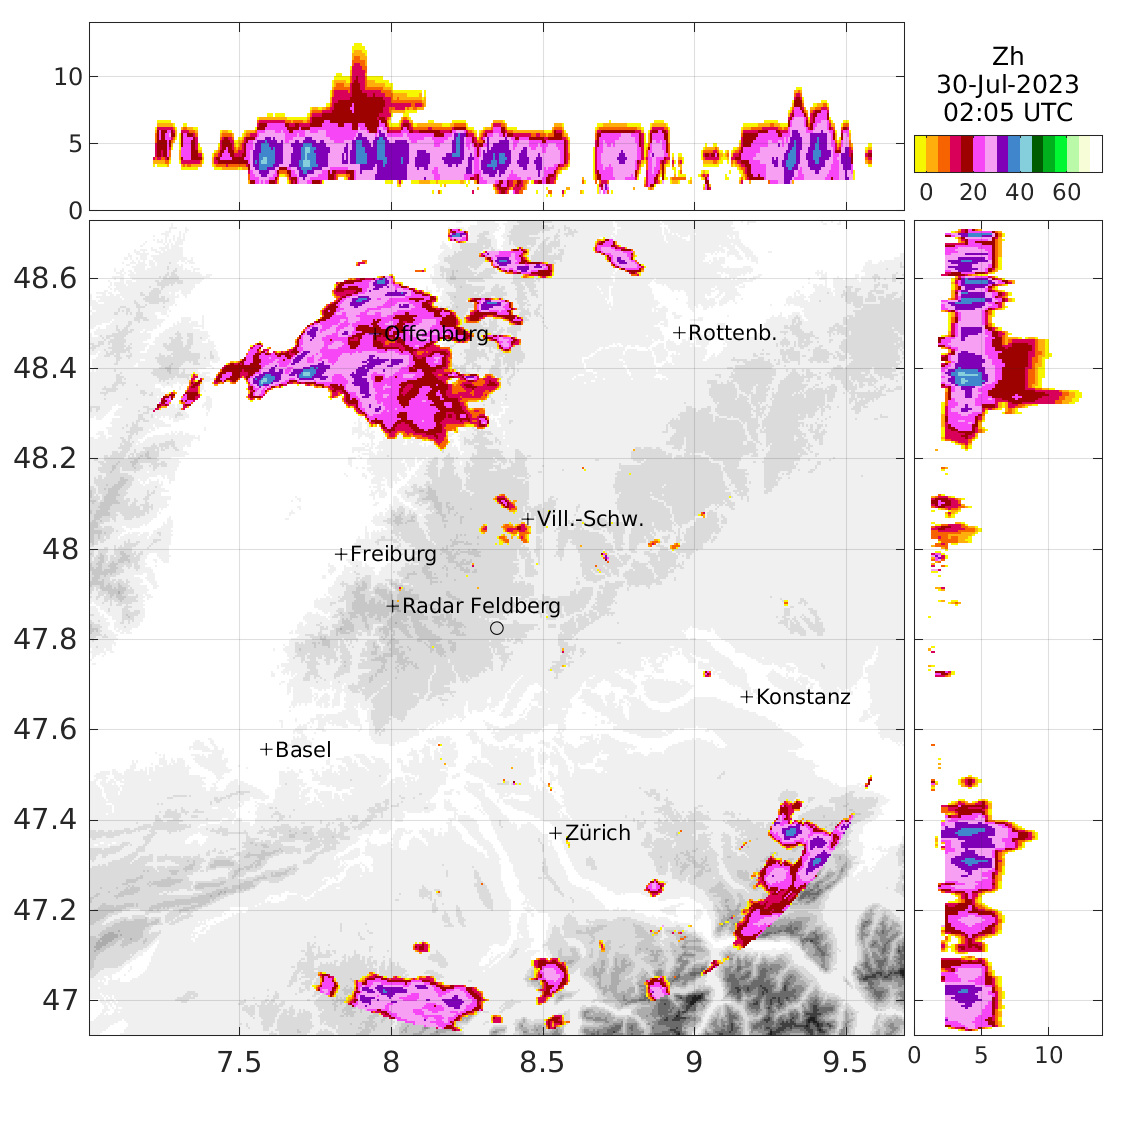 10
5
0
Zh
30-Jul-2023
02:05 UTC
0 20 40 60
48.6
48.4
48.2
48
47.8
47.6
47.4
47.2
47
Offenburg
Rottenb.
Vill.-Schw.
Freiburg
Radar Feldberg
Konstanz
Basel
Zürich
7.5 8 8.5 9 9.5
0 5 10